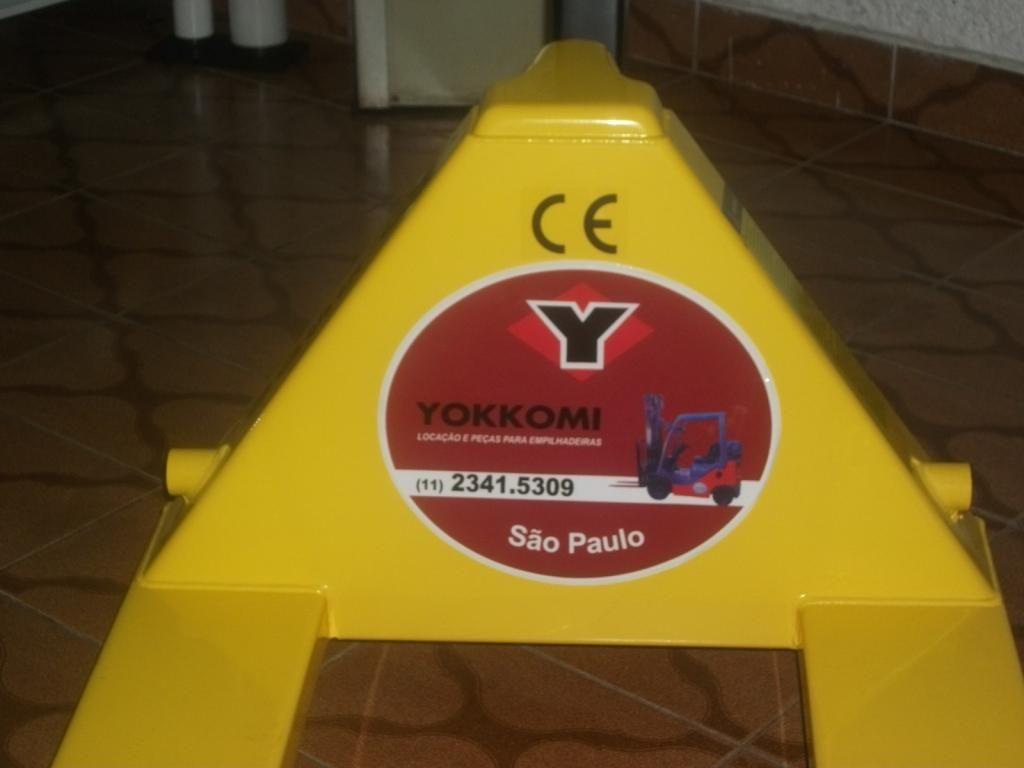 CE
Y
YOKKOMI
LOCAÇÃO E PEÇAS PARA EMPILHADEIRAS
(11) 2341.5309
São Paulo